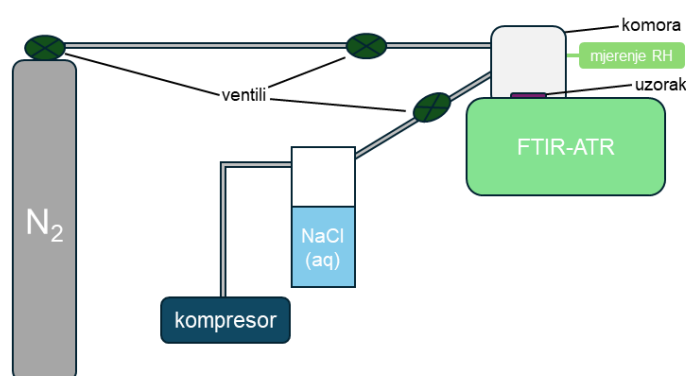 komora
mjerenje RH
uzorak
ventili
FTIR-ATR
N₂
NaCl
(aq)
kompresor